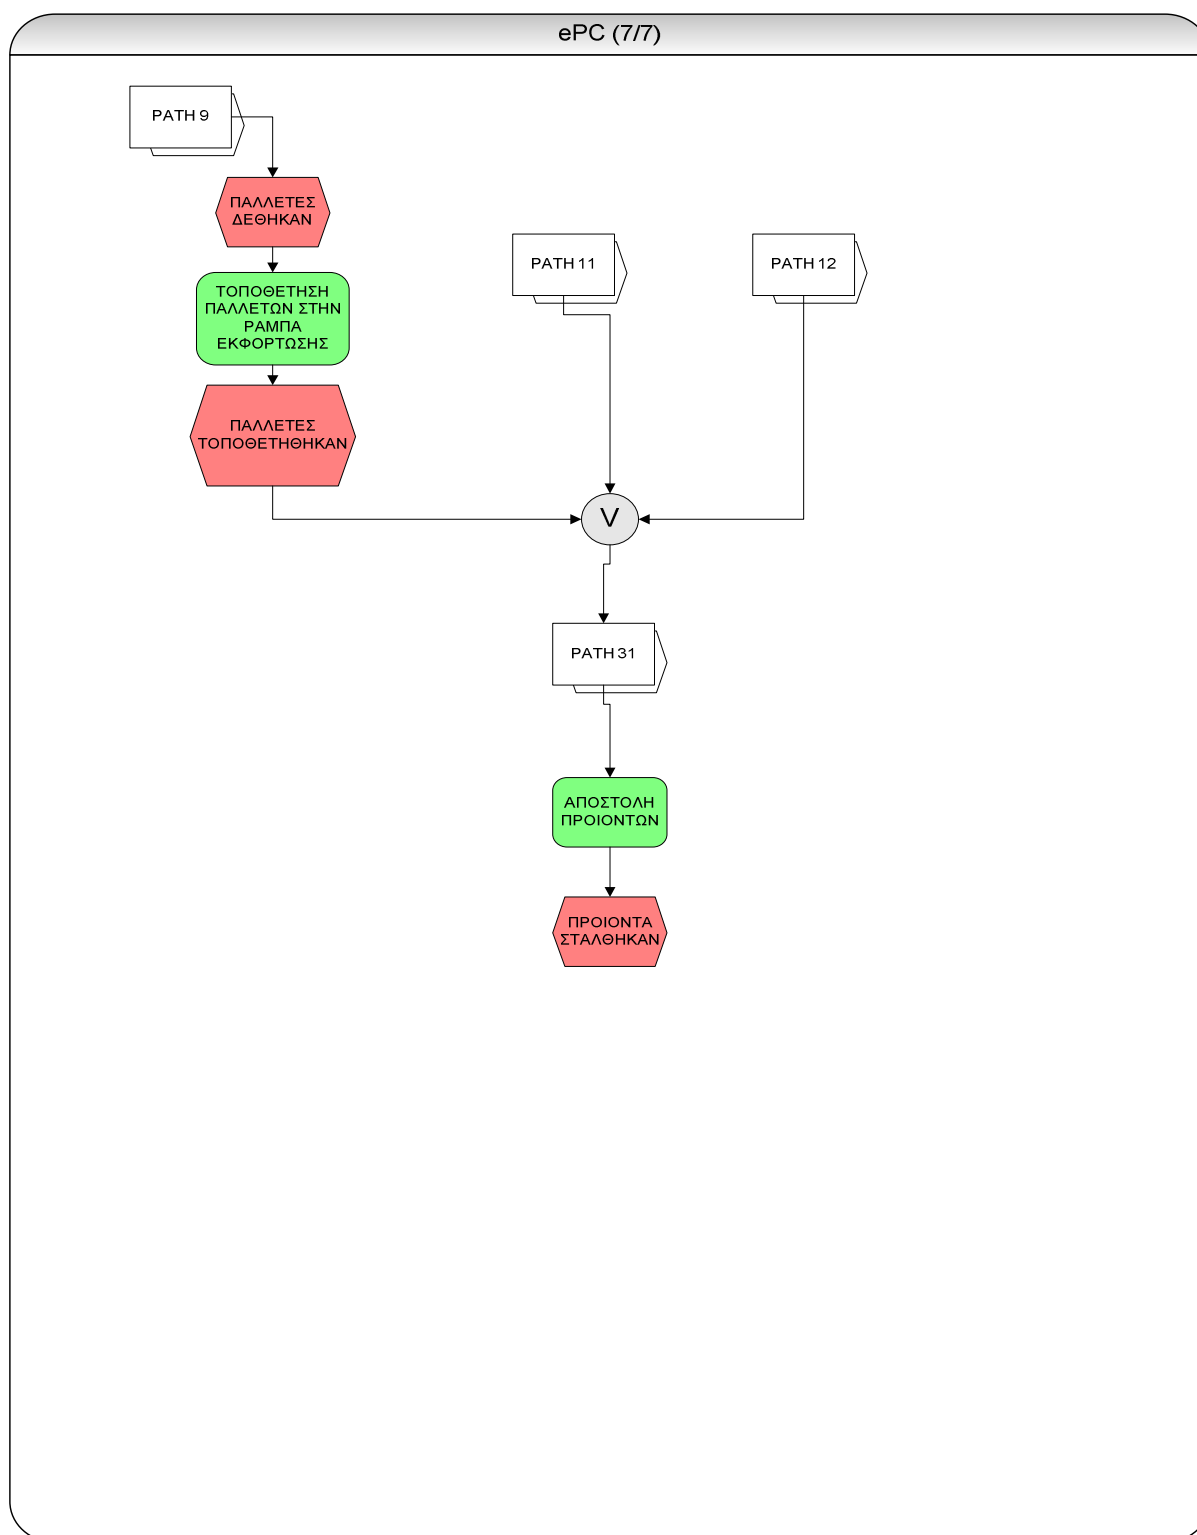 ePC (7/7)
PATH 9
ΠΑΛΛΕΤΕΣ
ΔΕΘΗΚΑΝ
ΤΟΠΟΘΕΤΗΣΗ
ΠΑΛΛΕΤΩΝ ΣΤΗΝ
ΡΑΜΠΑ
ΕΚΦΟΡΤΩΣΗΣ
ΠΑΛΛΕΤΕΣ
ΤΟΠΟΘΕΤΗΘΗΚΑΝ
PATH 11
PATH 12
V
PATH 31
ΑΠΟΣΤΟΛΗ
ΠΡΟΙΟΝΤΩΝ
ΠΡΟΙΟΝΤΑ
ΣΤΑΛΘΗΚΑΝ